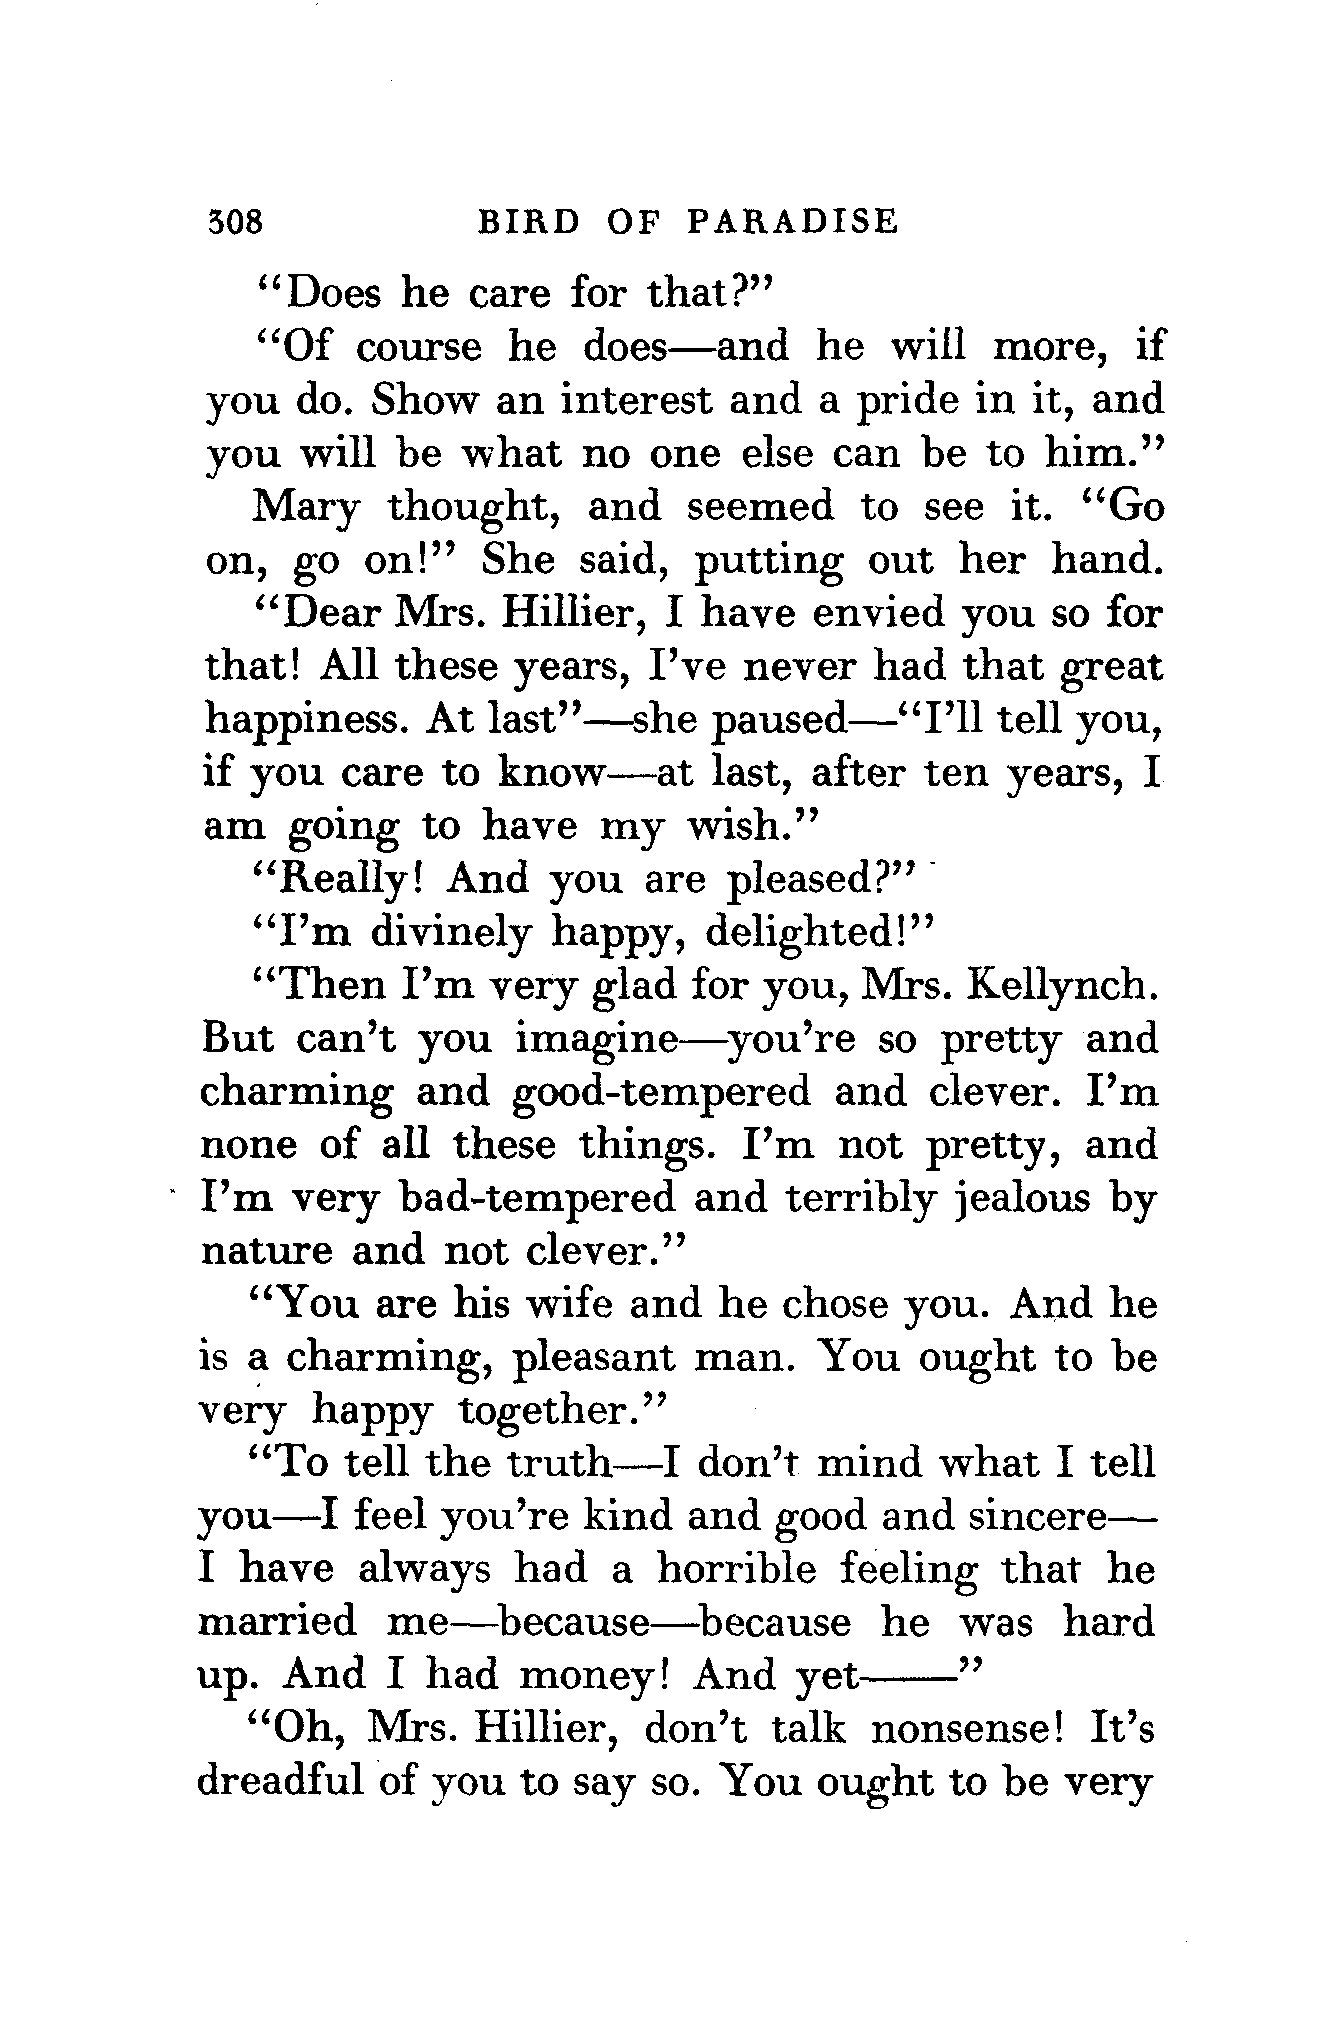 308 BIRD OF PARADISE
“Does he care for that?”
“Of course he does—and he will more, if
you do. Show an interest and a pride in it, and
you will be what no one else can be to him.”
Mary thought, and seemed to see it. “Go
on, go on!” She said, putting out her hand.
“Dear Mrs. Hillier, I have envied you so for
that! All these years, I’ve never had that great
happiness. At last”—she paused—“I’ll tell you,
if you care to know—at last, after ten years, I
am going to have my wish.”
“Really! And you are pleased?”
“I’m divinely happy, delighted!”
“Then I’m very glad for you, Mrs. Kellynch.
But can’t you imagine—you’re so pretty and
charming and good-tempered and clever. I’m
none of all these things. I’m not pretty, and
I’m very bad-tempered and terribly jealous by
nature and not clever.”
“You are his wife and he chose you. And he
is a charming, pleasant man. You ought to be
very happy together.”
“To tell the truth—I don’t mind what I tell
you—I feel you’re kind and good and sincere—
I have always had a horrible feeling that he
married me—because—because he was hard
up. And I had money! And yet——”
“Oh, Mrs. Hillier, don’t talk nonsense! It’s
dreadful of you to say so. You ought to be very